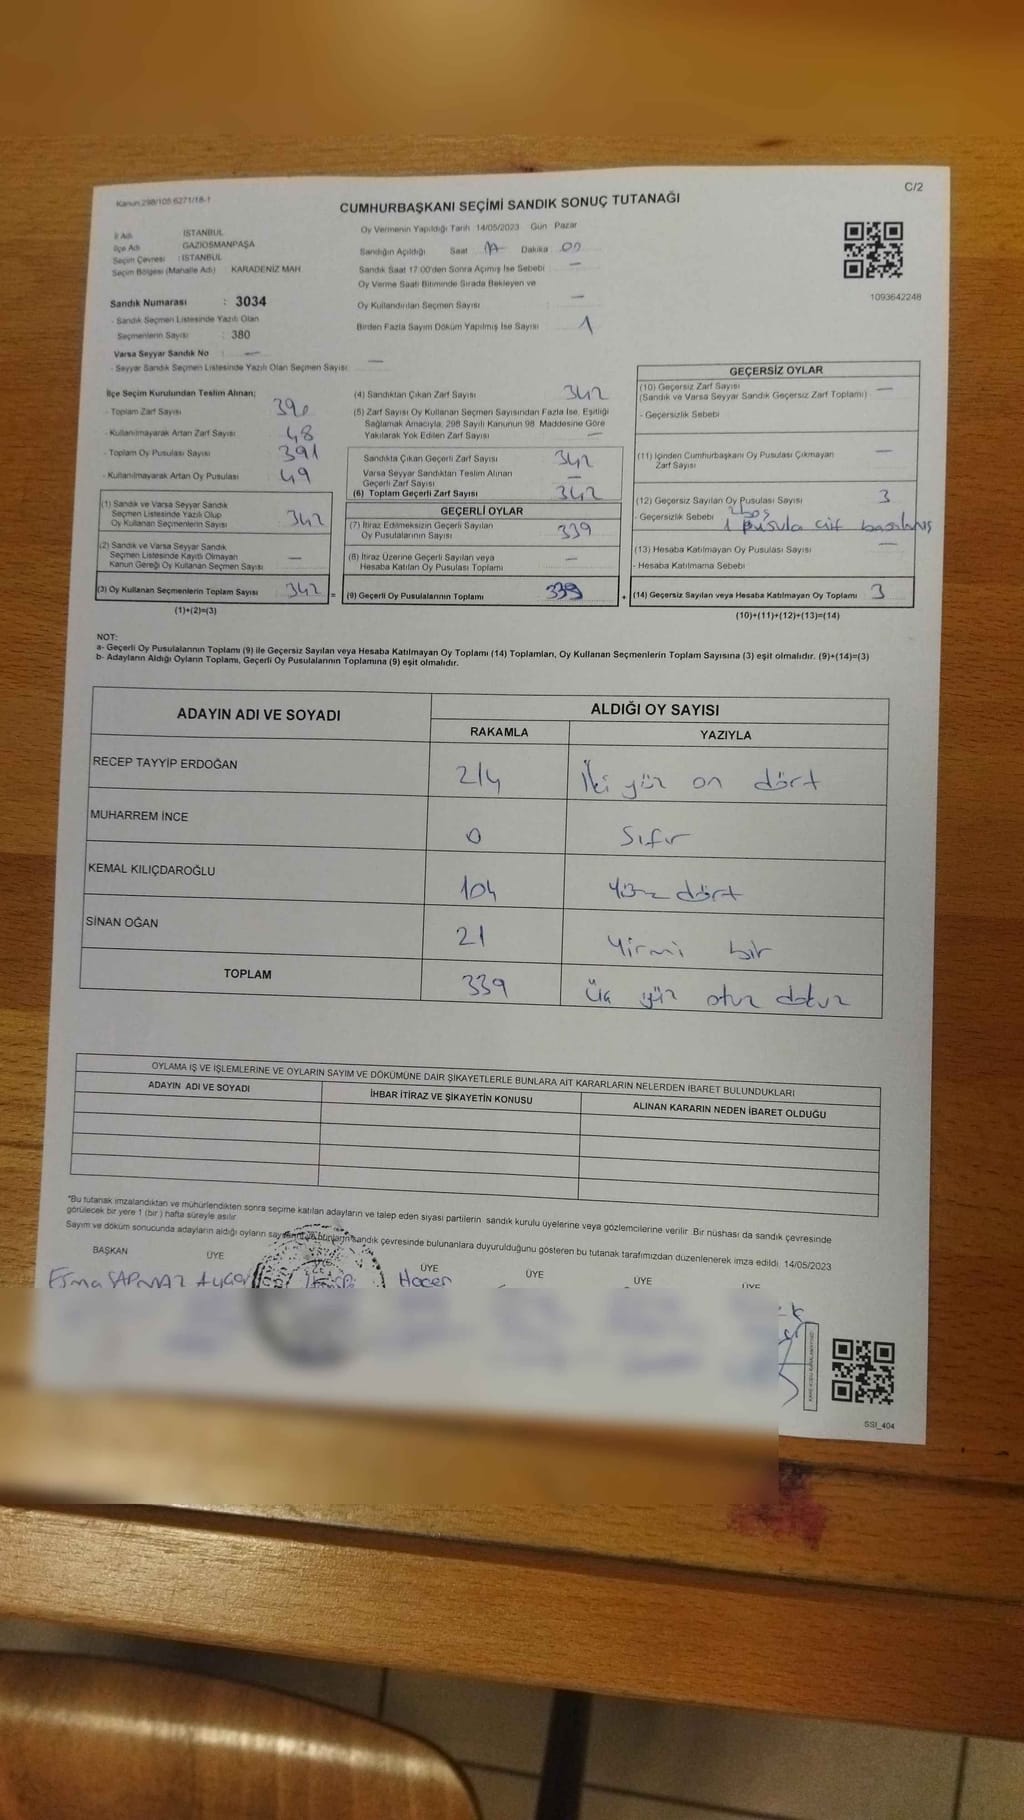 Kanun:298/105 6271/18-1
C/2
CUMHURBAŞKANI SEÇİMİ SANDIK SONUÇ TUTANAĞI
İl Adı İSTANBUL
İlçe Adı GAZİOSMANPAŞA
Seçim Çevresi : İSTANBUL
Seçim Bölgesi (Mahalle Adı) KARADENİZ MAH.
Oy Vermenin Yapıldığı Tarih 14/05/2023 Gün Pazar
Sandığın Açıldığı Saat 17 Dakika 00
Sandık Saat 17:00'den Sonra Açımış İse Sebebi —
Oy Verme Saati Bitiminde Sırada Bekleyen ve
Oy Kullandırılan Seçmen Sayısı —
Birden Fazla Sayım Döküm Yapılmış İse Sayısı 1
1093642248
Sandık Numarası : 3034
- Sandık Seçmen Listesinde Yazılı Olan
Seçmenlerin Sayısı : 380
Varsa Seyyar Sandık No : —
- Seyyar Sandık Seçmen Listesinde Yazılı Olan Seçmen Sayısı: —
İlçe Seçim Kurulundan Teslim Alınan;
- Toplam Zarf Sayısı 390
- Kullanılmayarak Artan Zarf Sayısı 48
- Toplam Oy Pusulası Sayısı 391
- Kullanılmayarak Artan Oy Pusulası 49
(1) Sandık ve Varsa Seyyar Sandık
Seçmen Listesinde Yazılı Olup
Oy Kullanan Seçmenlerin Sayısı 342
(2) Sandık ve Varsa Seyyar Sandık
Seçmen Listesinde Kayıtlı Olmayan
Kanun Gereği Oy Kullanan Seçmen Sayısı —
(3) Oy Kullanan Seçmenlerin Toplam Sayısı 342
(1)+(2)=(3)
(4) Sandıktan Çıkan Zarf Sayısı 342
(5) Zarf Sayısı Oy Kullanan Seçmen Sayısından Fazla İse, Eşitliği
Sağlamak Amacıyla, 298 Sayılı Kanunun 98 Maddesine Göre
Yakılarak Yok Edilen Zarf Sayısı —
Sandıkta Çıkan Geçerli Zarf Sayısı 342
Varsa Seyyar Sandıktan Teslim Alınan
Geçerli Zarf Sayısı —
(6) Toplam Geçerli Zarf Sayısı 342
GEÇERLİ OYLAR
(7) İtiraz Edilmeksizin Geçerli Sayılan
Oy Pusulalarının Sayısı 339
(8) İtiraz Üzerine Geçerli Sayılan veya
Hesaba Katılan Oy Pusulası Toplamı —
= (9) Geçerli Oy Pusulalarının Toplamı 339
GEÇERSİZ OYLAR
(10) Geçersiz Zarf Sayısı —
(Sandık ve Varsa Seyyar Sandık Geçersiz Zarf Toplamı)
- Geçersizlik Sebebi
(11) İçinden Cumhurbaşkanı Oy Pusulası Çıkmayan
Zarf Sayısı —
(12) Geçersiz Sayılan Oy Pusulası Sayısı 3
- Geçersizlik Sebebi 2 boş
1 pusula çift basılmış
(13) Hesaba Katılmayan Oy Pusulası Sayısı —
- Hesaba Katılmama Sebebi
+ (14) Geçersiz Sayılan veya Hesaba Katılmayan Oy Toplamı 3
(10)+(11)+(12)+(13)=(14)
NOT:
a- Geçerli Oy Pusulalarının Toplamı (9) ile Geçersiz Sayılan veya Hesaba Katılmayan Oy Toplamı (14) Toplamları, Oy Kullanan Seçmenlerin Toplam Sayısına (3) eşit olmalıdır. (9)+(14)=(3)
b- Adayların Aldığı Oyların Toplamı, Geçerli Oy Pusulalarının Toplamına (9) eşit olmalıdır.
ADAYIN ADI VE SOYADI ALDIĞI OY SAYISI
RAKAMLA YAZIYLA
RECEP TAYYİP ERDOĞAN 214 İki yüz on dört
MUHARREM İNCE 0 Sıfır
KEMAL KILIÇDAROĞLU 104 Yüz dört
SİNAN OĞAN 21 Yirmi bir
TOPLAM 339 Üç yüz otuz dokuz
OYLAMA İŞ VE İŞLEMLERİNE VE OYLARIN SAYIM VE DÖKÜMÜNE DAİR ŞİKAYETLERLE BUNLARA AİT KARARLARIN NELERDEN İBARET BULUNDUKLARI
ADAYIN ADI VE SOYADI İHBAR İTİRAZ VE ŞİKAYETİN KONUSU ALINAN KARARIN NEDEN İBARET OLDUĞU
*Bu tutanak imzalandıktan ve mühürlendikten sonra seçime katılan adayların ve talep eden siyasi partilerin sandık kurulu üyelerine veya gözlemcilerine verilir. Bir nüshası da sandık çevresinde
görülecek bir yere 1 (bir) hafta süreyle asılır.
Sayım ve döküm sonucunda adayların aldığı oyların sandık çevresinde bulunanlara duyurulduğunu gösteren bu tutanak tarafımızdan düzenlenerek imza edildi. 14/05/2023
BAŞKAN ÜYE ÜYE ÜYE ÜYE ÜYE
Hacer
SSI_404